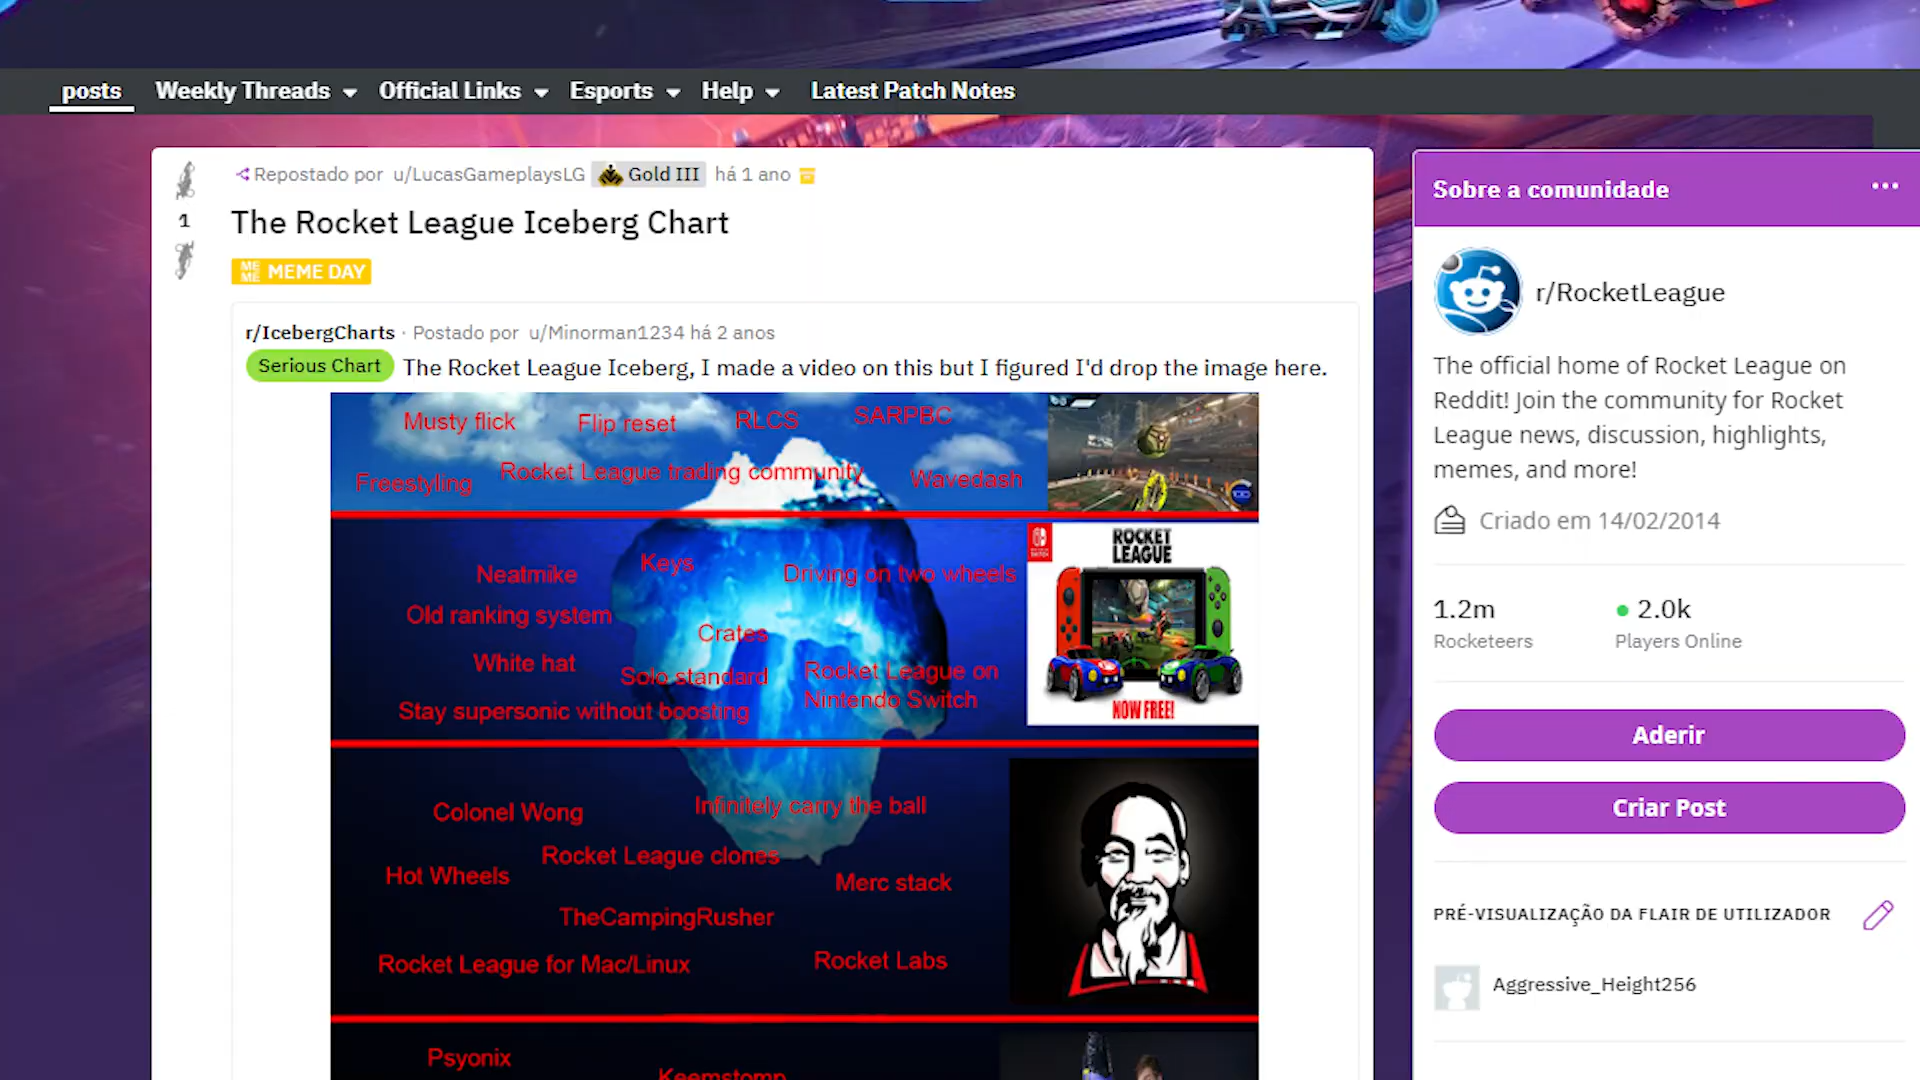 posts Weekly Threads Official Links Esports Help Latest Patch Notes
Repostado por u/LucasGameplaysLG Gold III há 1 ano
1
The Rocket League Iceberg Chart
ME ME MEME DAY
r/IcebergCharts · Postado por u/Minorman1234 há 2 anos
Serious Chart The Rocket League Iceberg, I made a video on this but I figured I'd drop the image here.
Musty flick Flip reset RLCS SARPBC
Freestyling Rocket League trading community Wavedash
Neatmike Keys Driving on two wheels
Old ranking system
Crates
White hat Solo standard Rocket League on
Nintendo Switch
Stay supersonic without boosting
ROCKET
LEAGUE
NOW FREE!
Colonel Wong Infinitely carry the ball
Rocket League clones
Hot Wheels Merc stack
TheCampingRusher
Rocket League for Mac/Linux Rocket Labs
Psyonix
Keemstomp
Sobre a comunidade
r/RocketLeague
The official home of Rocket League on
Reddit! Join the community for Rocket
League news, discussion, highlights,
memes, and more!
Criado em 14/02/2014
1.2m 2.0k
Rocketeers Players Online
Aderir
Criar Post
PRÉ-VISUALIZAÇÃO DA FLAIR DE UTILIZADOR
Aggressive_Height256